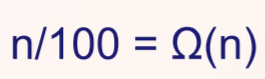 n/100 = Ω(n)